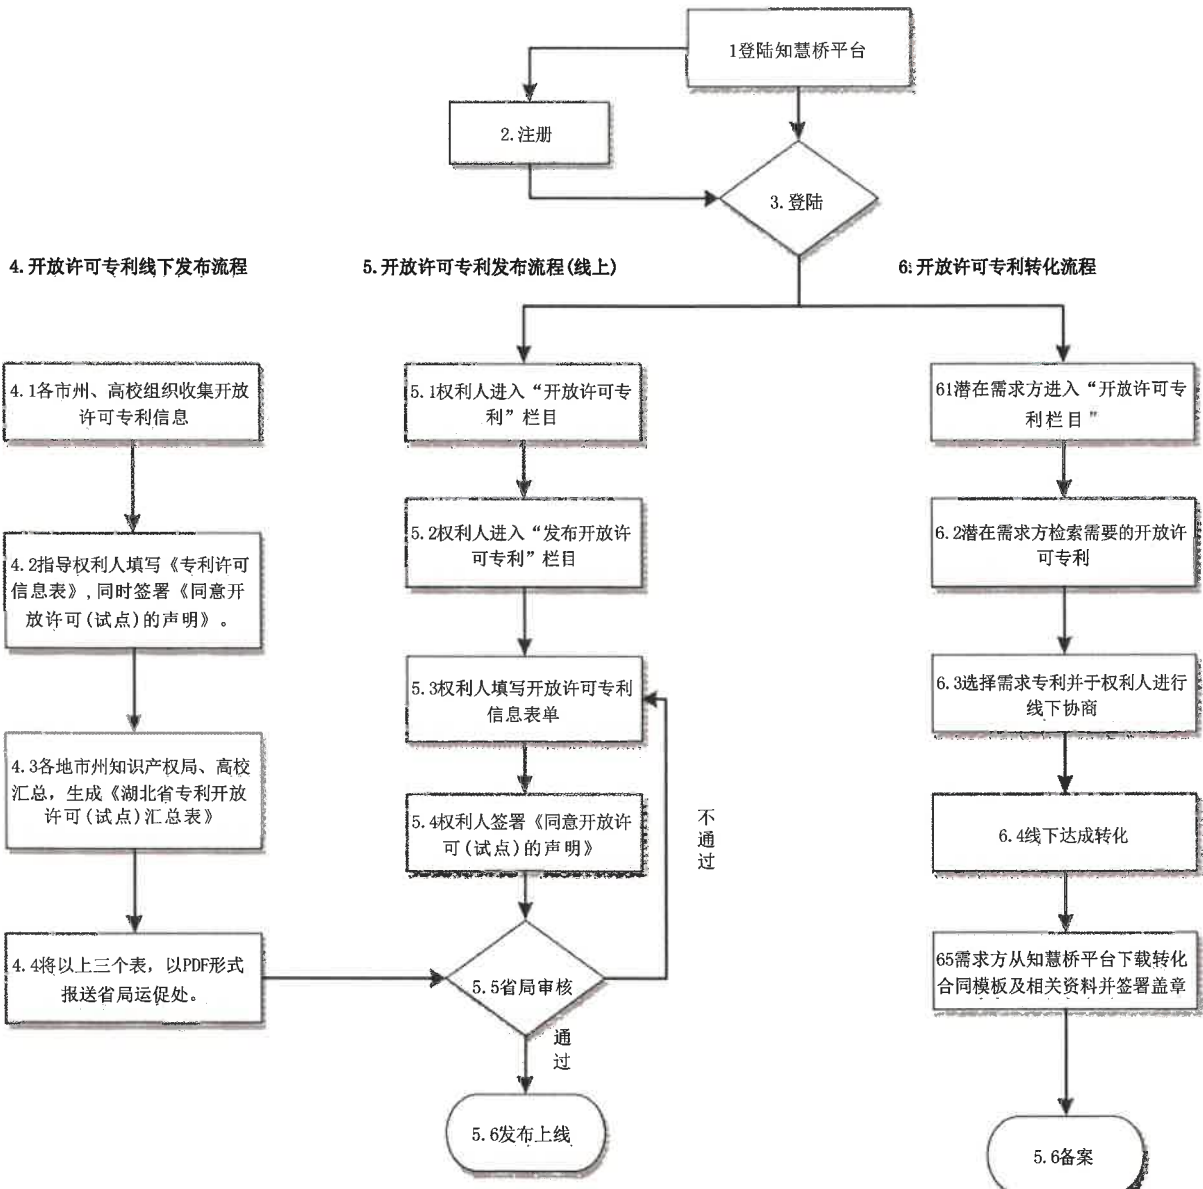 1登陆知慧桥平台
2.注册
3.登陆
4.开放许可专利线下发布流程
4.1各市州、高校组织收集开放
许可专利信息
4.2指导权利人填写《专利许可
信息表》,同时签署《同意开
放许可(试点)的声明》。
4.3各地市州知识产权局、高校
汇总，生成《湖北省专利开放
许可(试点)汇总表》
4.4将以上三个表，以PDF形式
报送省局运促处。
5.开放许可专利发布流程(线上)
5.1权利人进入“开放许可专
利”栏目
5.2权利人进入“发布开放许
可专利”栏目
5.3权利人填写开放许可专利
信息表单
5.4权利人签署《同意开放许
可(试点)的声明》
5.5省局审核
不
通
过
通
过
5.6发布上线
6.开放许可专利转化流程
61潜在需求方进入“开放许可专
利栏目”
6.2潜在需求方检索需要的开放许
可专利
6.3选择需求专利并于权利人进行
线下协商
6.4线下达成转化
65需求方从知慧桥平台下载转化
合同模板及相关资料并签署盖章
5.6备案